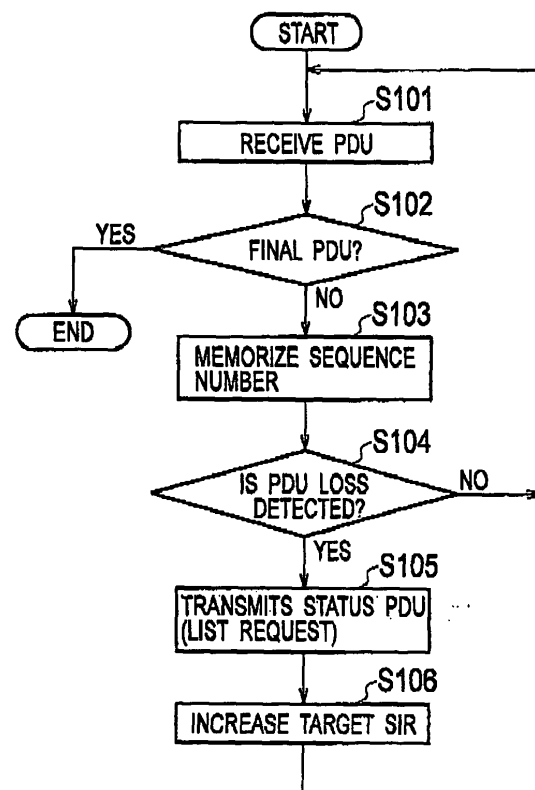 START
S101
RECEIVE PDU
S102
YES
FINAL PDU?
NO
END
S103
MEMORIZE SEQUENCE
NUMBER
S104
IS PDU LOSS
DETECTED?
NO
YES
S105
TRANSMITS STATUS PDU
(LIST REQUEST)
S106
INCREASE TARGET SIR